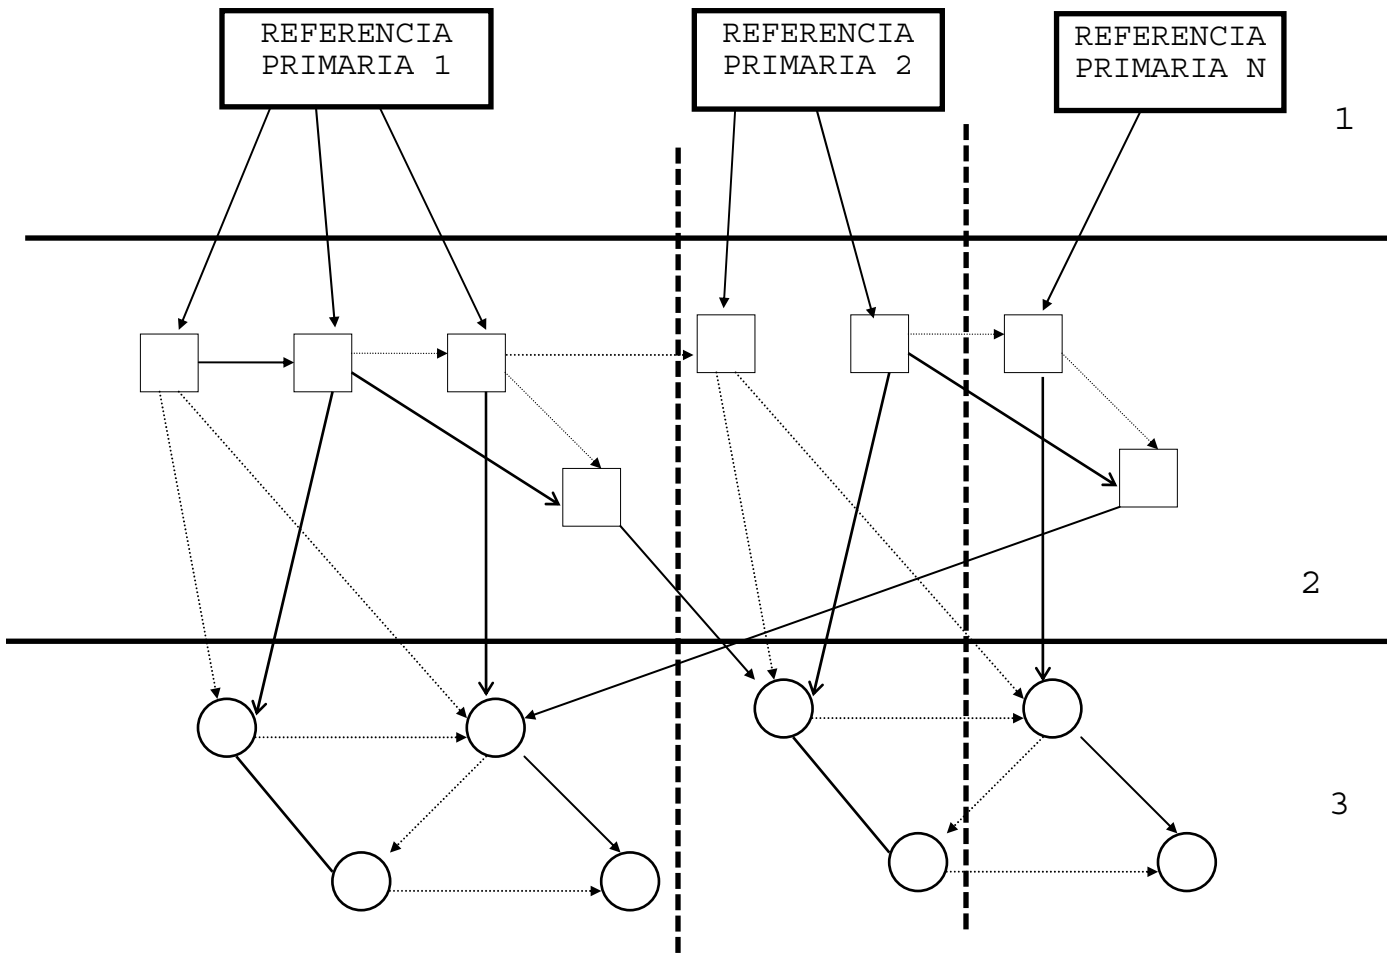 REFERENCIA
PRIMARIA 1
REFERENCIA
PRIMARIA 2
REFERENCIA
PRIMARIA N
1
2
3